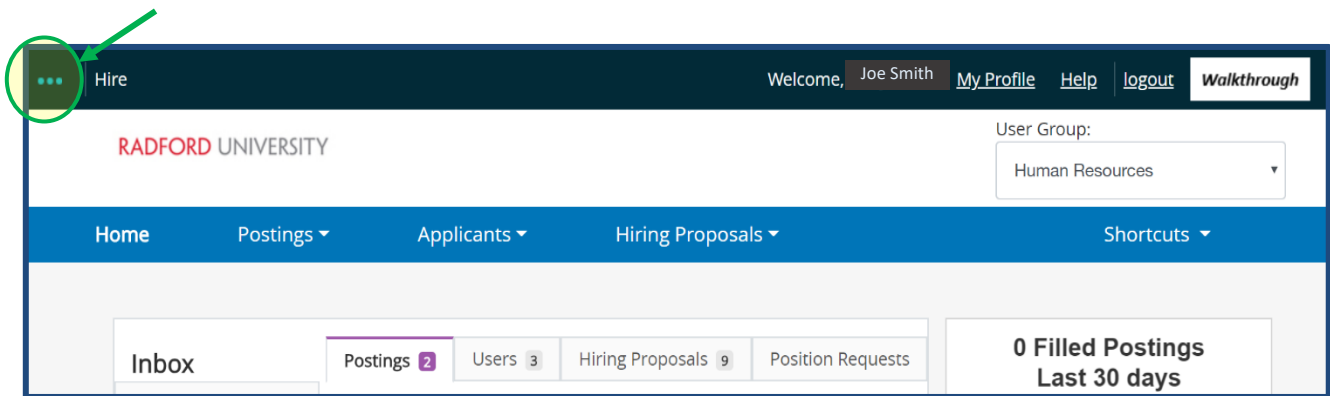 ••• Hire Welcome, Joe Smith My Profile Help logout Walkthrough
RADFORD UNIVERSITY
User Group:
Human Resources
Home Postings Applicants Hiring Proposals Shortcuts
Inbox
Postings 2 Users 3 Hiring Proposals 9 Position Requests
0 Filled Postings
Last 30 days